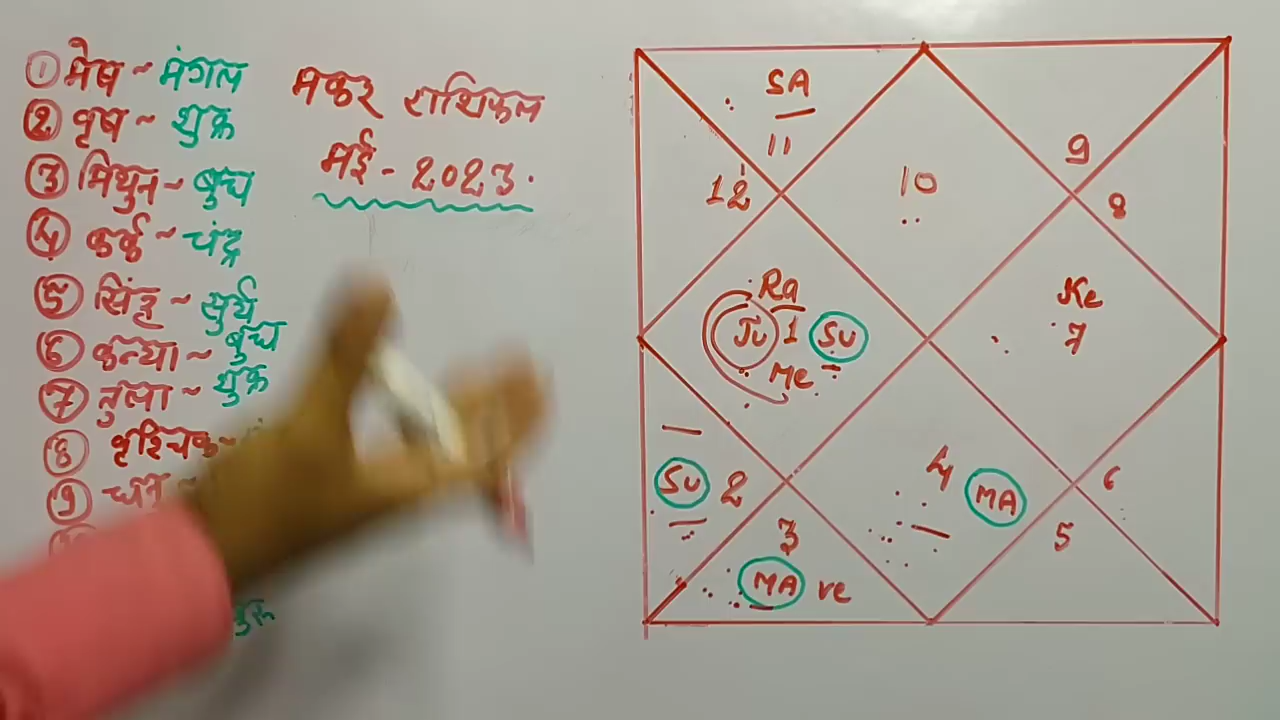 ① मेष ~ मंगल
② वृष ~ शुक्र
③ मिथुन ~ बुध
④ कर्क ~ चंद्र
⑤ सिंह ~ सुर्य
⑥ कन्या ~ बुध
⑦ तुला ~ शुक्र
⑧ वृश्चिक ~
⑨
मकर राशिफल
मई - 2023.
SA
11
12
10
9
8
Ra
Ju 1 Su
Me
Ke
7
Su 2
4 MA
6
3
5
MA ve